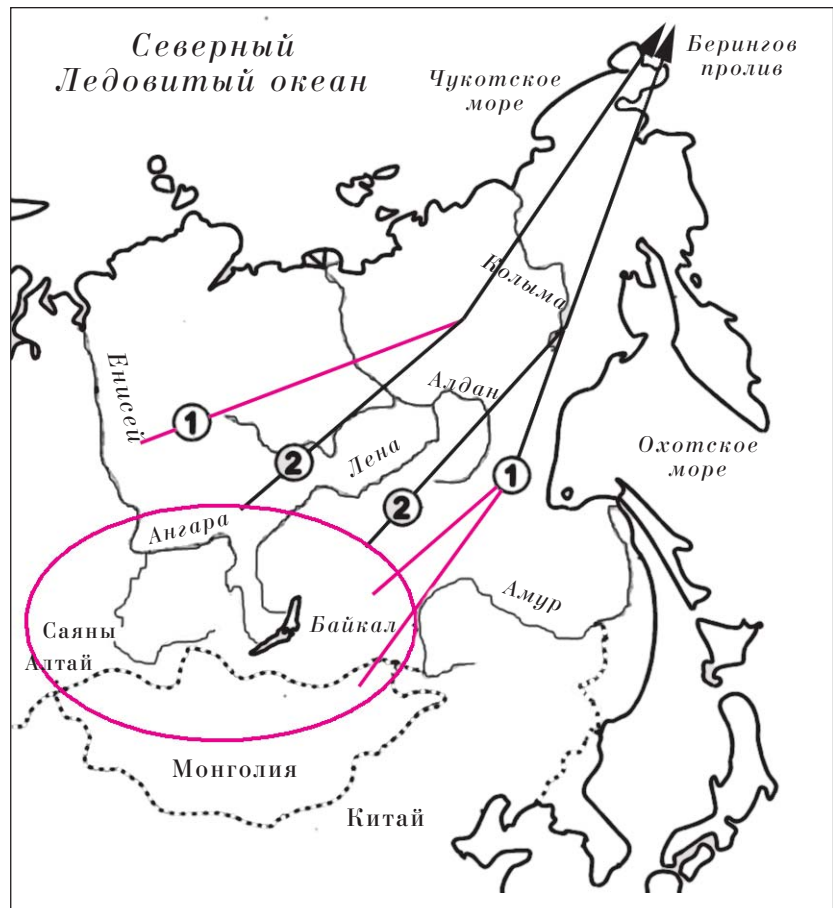 Северный
Ледовитый океан
Берингов
пролив
Чукотское
море
Колыма
Енисей
Алдан
1
2
Лена
Охотское
море
1
2
Ангара
Амур
Байкал
Саяны
Алтай
Монголия
Китай